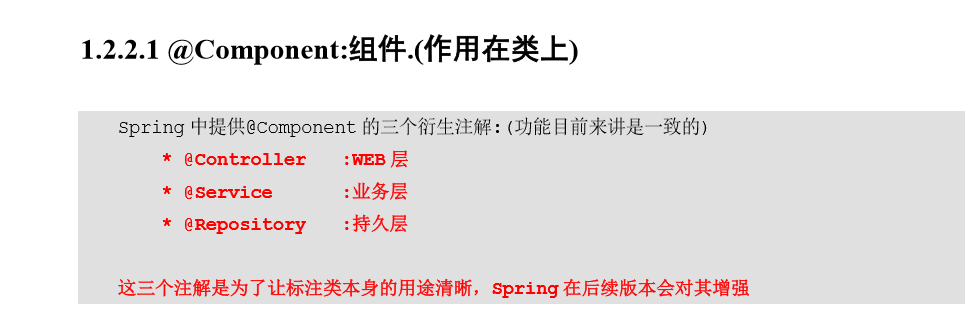 1.2.2.1 @Component:组件.(作用在类上)
Spring 中提供@Component 的三个衍生注解:(功能目前来讲是一致的)
* @Controller :WEB 层
* @Service :业务层
* @Repository :持久层
这三个注解是为了让标注类本身的用途清晰，Spring 在后续版本会对其增强